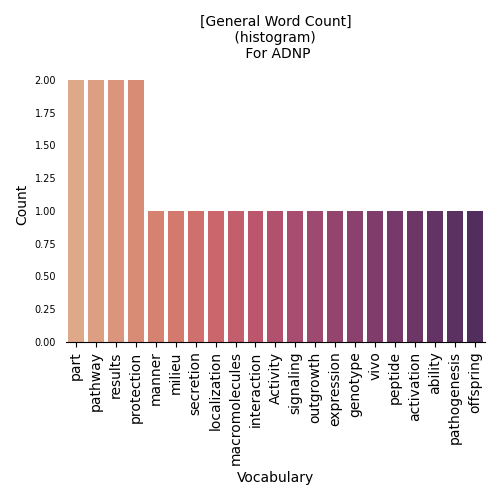 [General Word Count]
(histogram)
For ADNP
Count
2.00
1.75
1.50
1.25
1.00
0.75
0.50
0.25
0.00
part
pathway
results
protection
manner
milieu
secretion
localization
macromolecules
interaction
Activity
signaling
outgrowth
expression
genotype
vivo
peptide
activation
ability
pathogenesis
offspring
Vocabulary